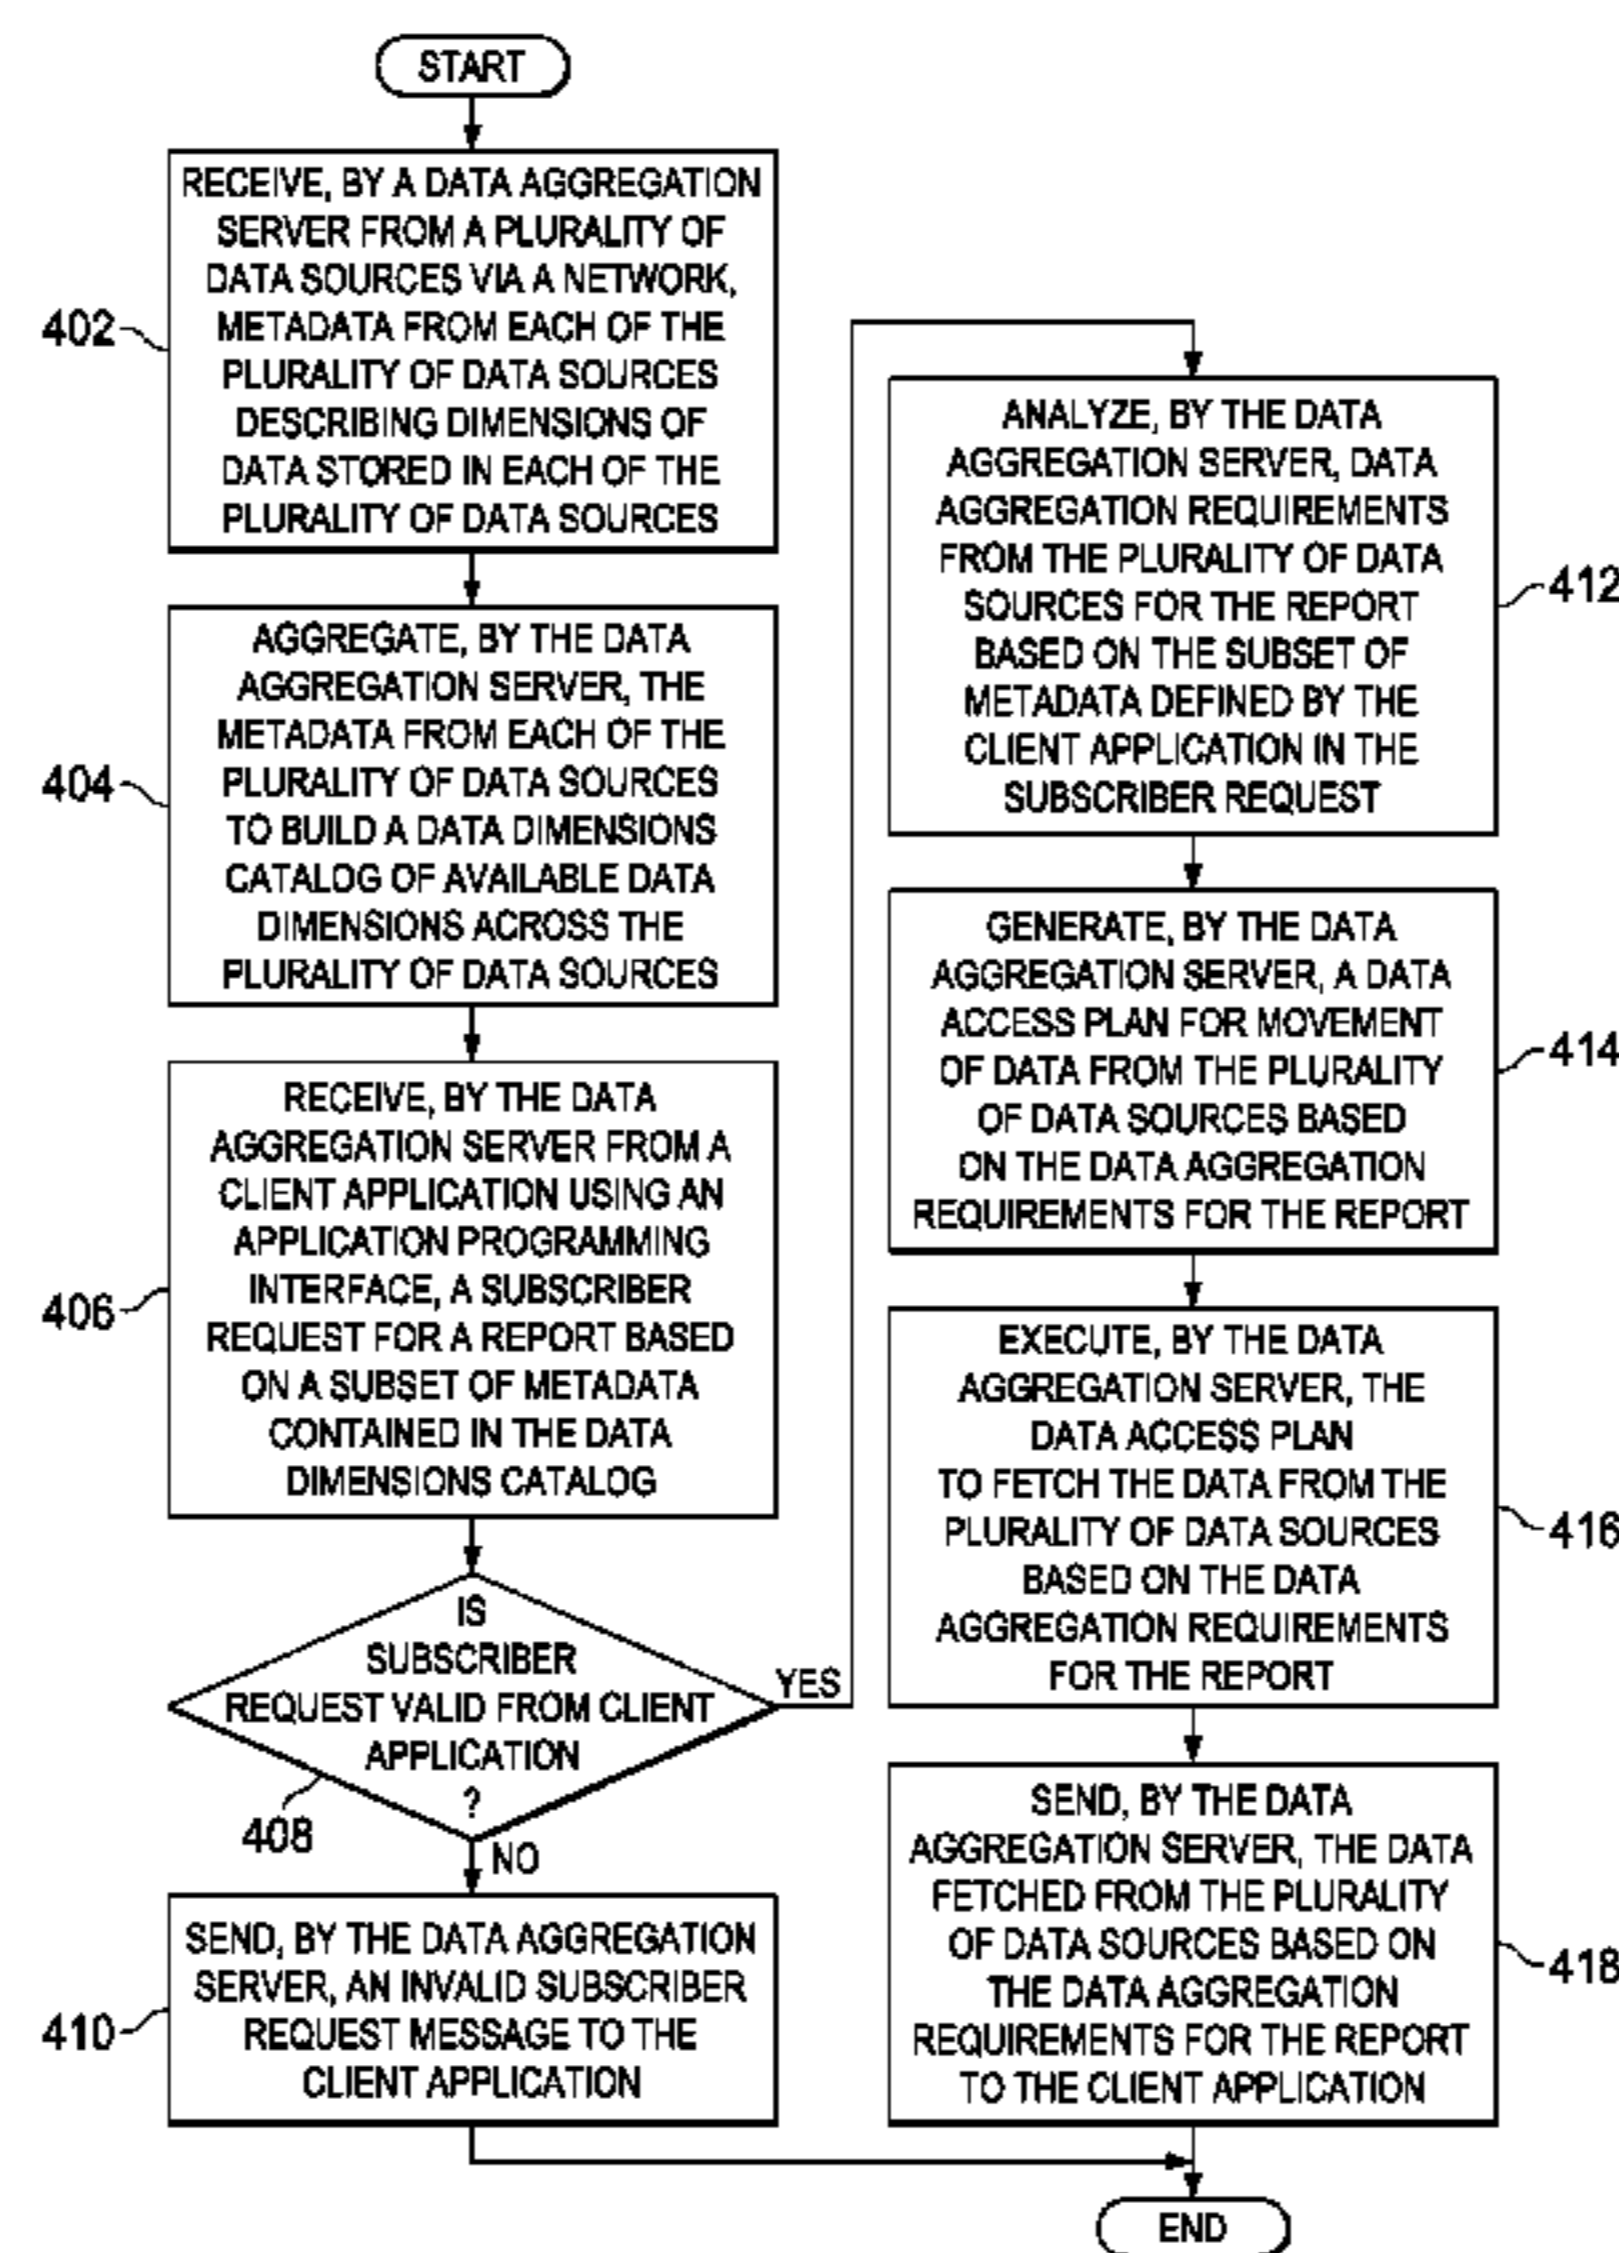 START
RECEIVE, BY A DATA AGGREGATION
SERVER FROM A PLURALITY OF
DATA SOURCES VIA A NETWORK,
METADATA FROM EACH OF THE
PLURALITY OF DATA SOURCES
DESCRIBING DIMENSIONS OF
DATA STORED IN EACH OF THE
PLURALITY OF DATA SOURCES
402
AGGREGATE, BY THE DATA
AGGREGATION SERVER, THE
METADATA FROM EACH OF THE
PLURALITY OF DATA SOURCES
TO BUILD A DATA DIMENSIONS
CATALOG OF AVAILABLE DATA
DIMENSIONS ACROSS THE
PLURALITY OF DATA SOURCES
404
RECEIVE, BY THE DATA
AGGREGATION SERVER FROM A
CLIENT APPLICATION USING AN
APPLICATION PROGRAMMING
INTERFACE, A SUBSCRIBER
REQUEST FOR A REPORT BASED
ON A SUBSET OF METADATA
CONTAINED IN THE DATA
DIMENSIONS CATALOG
406
IS
SUBSCRIBER
REQUEST VALID FROM CLIENT
APPLICATION
?
408
YES
NO
SEND, BY THE DATA AGGREGATION
SERVER, AN INVALID SUBSCRIBER
REQUEST MESSAGE TO THE
CLIENT APPLICATION
410
ANALYZE, BY THE DATA
AGGREGATION SERVER, DATA
AGGREGATION REQUIREMENTS
FROM THE PLURALITY OF DATA
SOURCES FOR THE REPORT
BASED ON THE SUBSET OF
METADATA DEFINED BY THE
CLIENT APPLICATION IN THE
SUBSCRIBER REQUEST
412
GENERATE, BY THE DATA
AGGREGATION SERVER, A DATA
ACCESS PLAN FOR MOVEMENT
OF DATA FROM THE PLURALITY
OF DATA SOURCES BASED
ON THE DATA AGGREGATION
REQUIREMENTS FOR THE REPORT
414
EXECUTE, BY THE DATA
AGGREGATION SERVER, THE
DATA ACCESS PLAN
TO FETCH THE DATA FROM THE
PLURALITY OF DATA SOURCES
BASED ON THE DATA
AGGREGATION REQUIREMENTS
FOR THE REPORT
416
SEND, BY THE DATA
AGGREGATION SERVER, THE DATA
FETCHED FROM THE PLURALITY
OF DATA SOURCES BASED ON
THE DATA AGGREGATION
REQUIREMENTS FOR THE REPORT
TO THE CLIENT APPLICATION
418
END